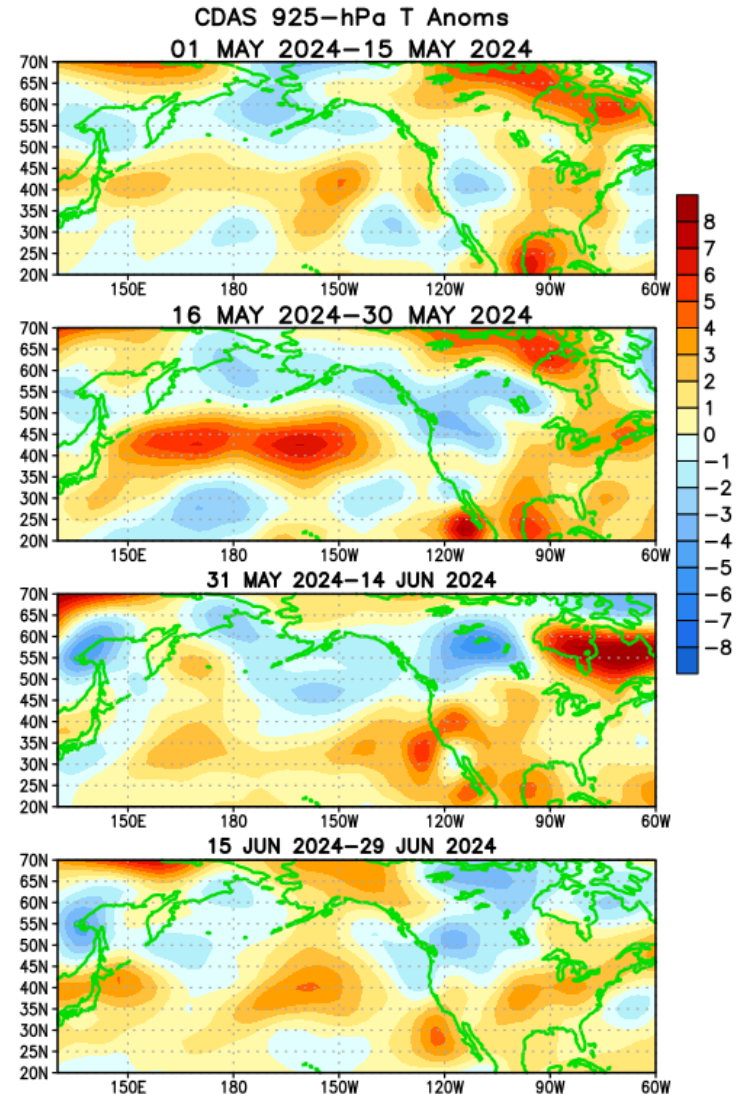 CDAS 925-hPa T Anoms
01 MAY 2024-15 MAY 2024
70N
65N
60N
55N
50N
45N
40N
35N
30N
25N
20N
150E 180 150W 120W 90W 60W
16 MAY 2024-30 MAY 2024
70N
65N
60N
55N
50N
45N
40N
35N
30N
25N
20N
150E 180 150W 120W 90W 60W
31 MAY 2024-14 JUN 2024
70N
65N
60N
55N
50N
45N
40N
35N
30N
25N
20N
150E 180 150W 120W 90W 60W
15 JUN 2024-29 JUN 2024
70N
65N
60N
55N
50N
45N
40N
35N
30N
25N
20N
150E 180 150W 120W 90W 60W
8
7
6
5
4
3
2
1
0
-1
-2
-3
-4
-5
-6
-7
-8